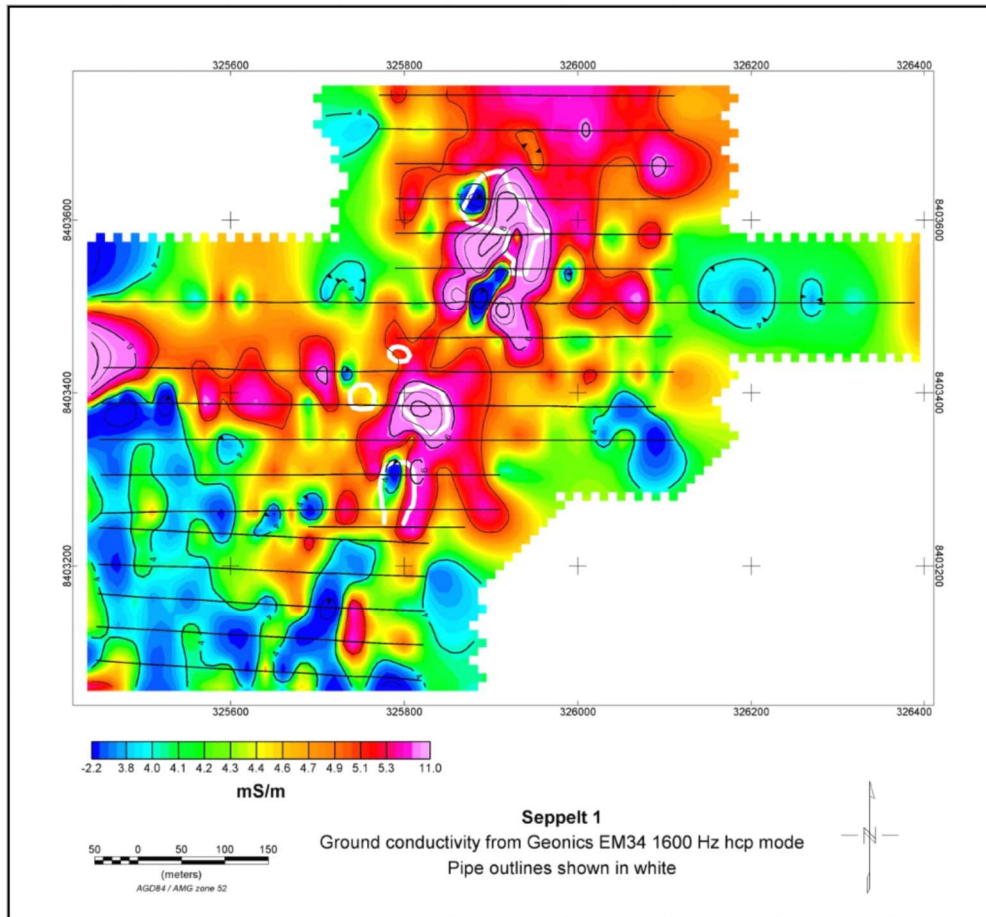 325600 325800 326000 326200 326400
8403600 8403600
8403400 8403400
8403200 8403200
325600 325800 326000 326200 326400
-2.2 3.8 4.0 4.1 4.2 4.3 4.4 4.6 4.7 4.9 5.1 5.3 11.0
mS/m
Seppelt 1
Ground conductivity from Geonics EM34 1600 Hz hcp mode
Pipe outlines shown in white
50 0 50 100 150
(meters)
AGD84 / AMG zone 52
N